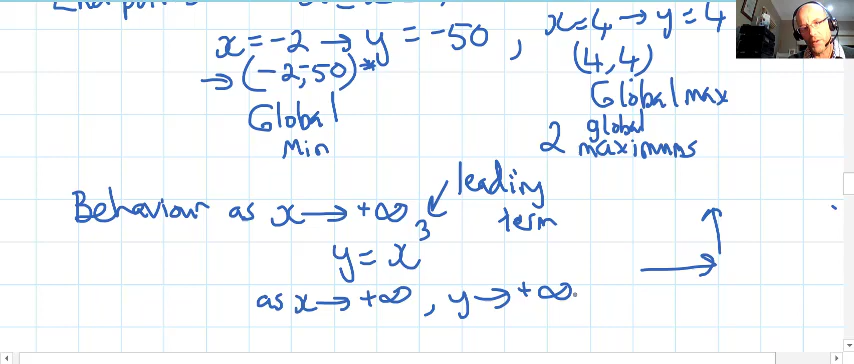 x = -2 → y = -50 , x = 4 → y = 4
→ (-2, -50)* (4, 4)
Global Global max
Min 2 global maximums
Behaviour as x → +∞ ↙ leading term
y = x³
as x → +∞ , y → +∞